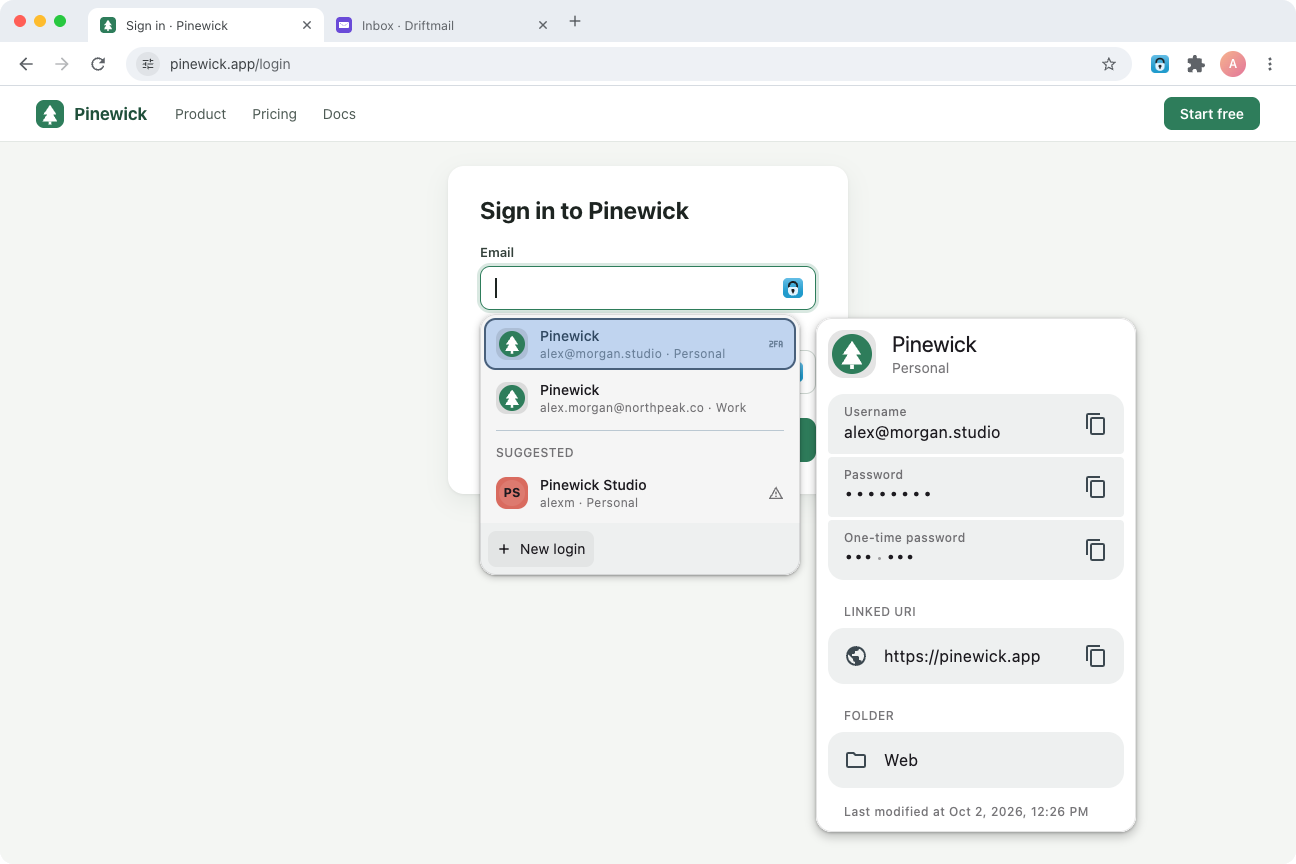 Sign in · Pinewick
Inbox · Driftmail
pinewick.app/login
A
Pinewick
Product
Pricing
Docs
Start free
Sign in to Pinewick
Email
Pinewick
alex@morgan.studio · Personal
2FA
Pinewick
alex.morgan@northpeak.co · Work
SUGGESTED
PS
Pinewick Studio
alexm · Personal
+ New login
Pinewick
Personal
Username
alex@morgan.studio
Password
••••••••
One-time password
•••.•••
LINKED URI
https://pinewick.app
FOLDER
Web
Last modified at Oct 2, 2026, 12:26 PM